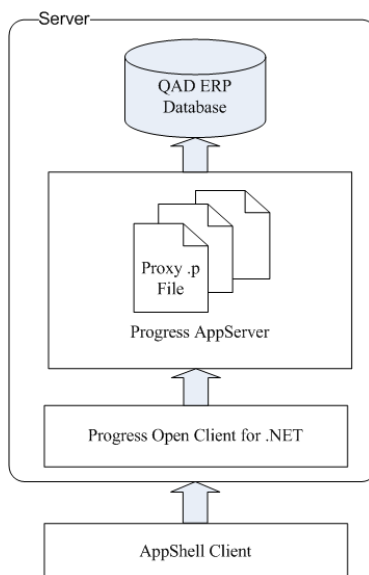 Server
QAD ERP
Database
Proxy .p
File
Progress AppServer
Progress Open Client for .NET
AppShell Client